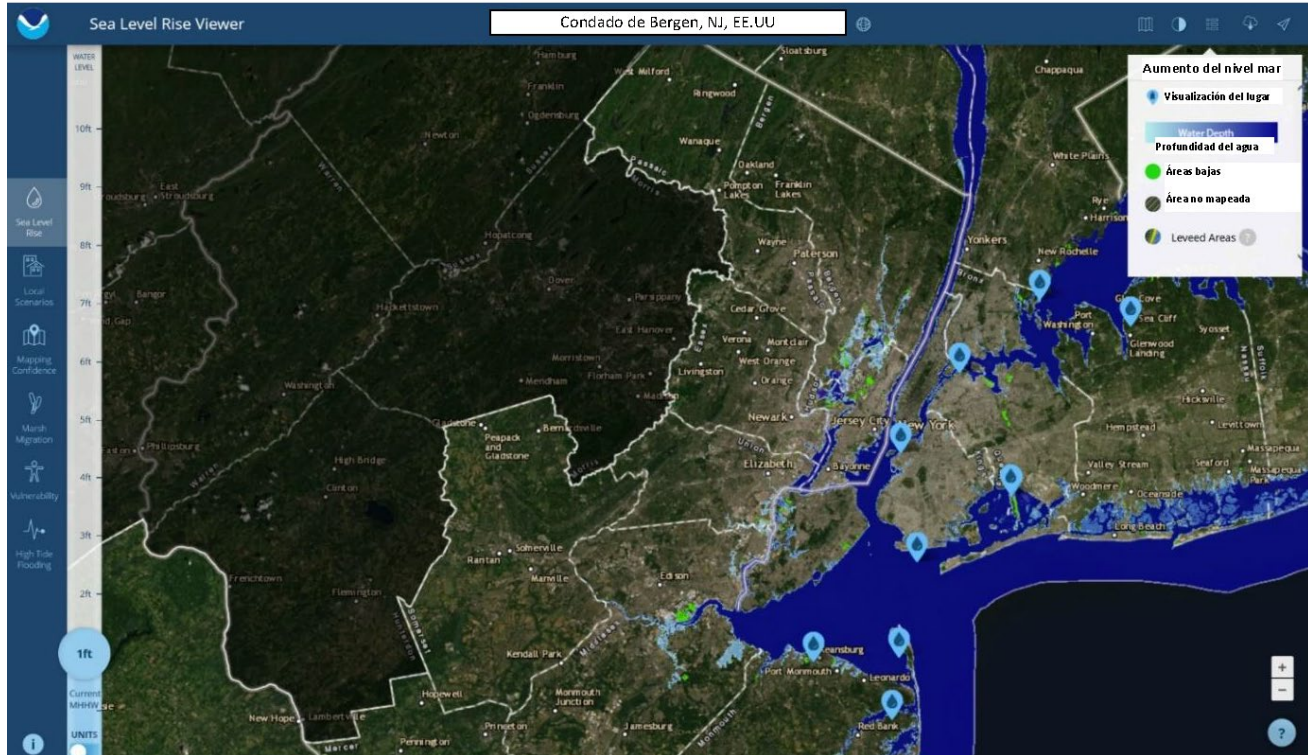 Sea Level Rise Viewer
Condado de Bergen, NJ, EE.UU
WATER
LEVEL
10ft
9ft
8ft
7ft
6ft
5ft
4ft
3ft
2ft
1ft
Current
MHHW
UNITS
Sea Level
Rise
Local
Scenarios
Mapping
Confidence
Marsh
Migration
Vulnerability
High Tide
Flooding
Aumento del nivel mar
Visualización del lugar
Water Depth
Profundidad del agua
Áreas bajas
Área no mapeada
Leveed Areas ?
Hamburg
Sloatsburg
Chappaqua
West Milford
Franklin
Ringwood
Ogdensburg
Bergen
Newton
Wanaque
White Plains
Passaic
Morris
Oakland
Warren
Sussex
East
Stroudsburg
Pompton
Lakes
Franklin
Lakes
Rye
Harrison
Hopatcong
Wayne
Paterson
Yonkers
New Rochelle
Bangor
Dover
Bronx
Hackettstown
Parsippany
Cedar Grove
Port
Washington
Sea Cliff
Syosset
East Hanover
Essex
Verona
Montclair
Glenwood
Landing
Morristown
West Orange
Livingston
Nassau
Suffolk
Washington
Mendham
Florham Park
Orange
Hudson
Hicksville
Newark
Jersey City
New York
Gladstone
Bernardsville
Peapack
and
Gladstone
Hempstead
Levittown
Phillipsburg
Union
Massapequa
High Bridge
Elizabeth
Bayonne
Valley Stream
Seaford
Massapequa
Park
Clinton
Woodmere
Oceanside
Long Beach
Somerville
Raritan
Manville
Edison
Frenchtown
Flemington
Somerset
Hunterdon
Middlesex
Kendall Park
Port Monmouth
Leonardo
Hopewell
Monmouth
Junction
New Hope
Lambertville
Princeton
Jamesburg
Monmouth
Red Bank
Mercer
Pennington
+
−
?
i